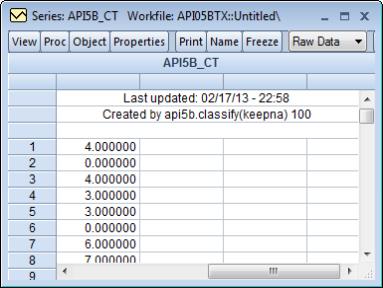 Series: API5B_CT Workfile: API05BTX::Untitled\
View Proc Object Properties Print Name Freeze Raw Data
API5B_CT
Last updated: 02/17/13 - 22:58
Created by api5b.classify(keepna) 100
1 4.000000
2 0.000000
3 4.000000
4 3.000000
5 3.000000
6 0.000000
7 6.000000
8 7.000000
9